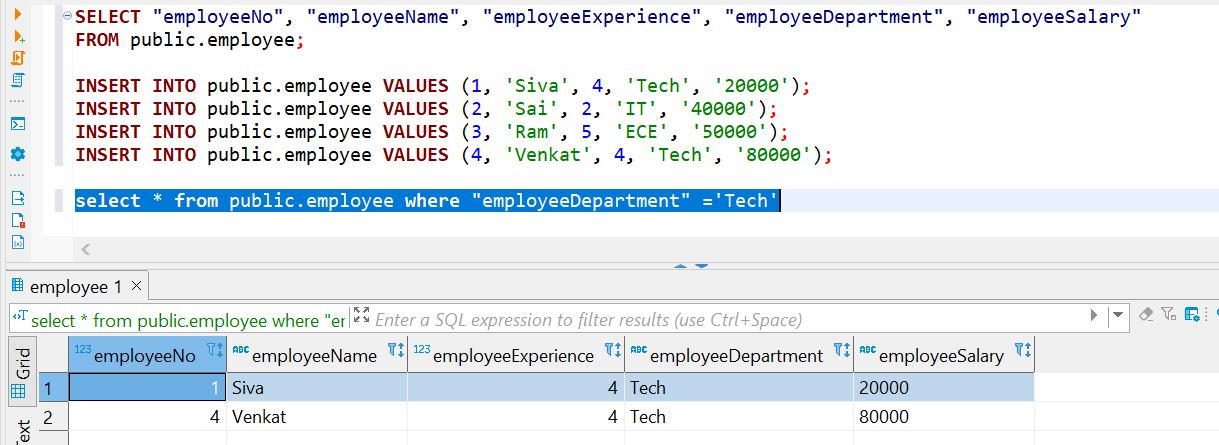 SELECT "employeeNo", "employeeName", "employeeExperience", "employeeDepartment", "employeeSalary"
FROM public.employee;
INSERT INTO public.employee VALUES (1, 'Siva', 4, 'Tech', '20000');
INSERT INTO public.employee VALUES (2, 'Sai', 2, 'IT', '40000');
INSERT INTO public.employee VALUES (3, 'Ram', 5, 'ECE', '50000');
INSERT INTO public.employee VALUES (4, 'Venkat', 4, 'Tech', '80000');
select * from public.employee where "employeeDepartment" ='Tech'
employee 1
select * from public.employee where "er Enter a SQL expression to filter results (use Ctrl+Space)
Grid 123 employeeNo ABC employeeName 123 employeeExperience ABC employeeDepartment ABC employeeSalary
1 1 Siva 4 Tech 20000
2 4 Venkat 4 Tech 80000
Text